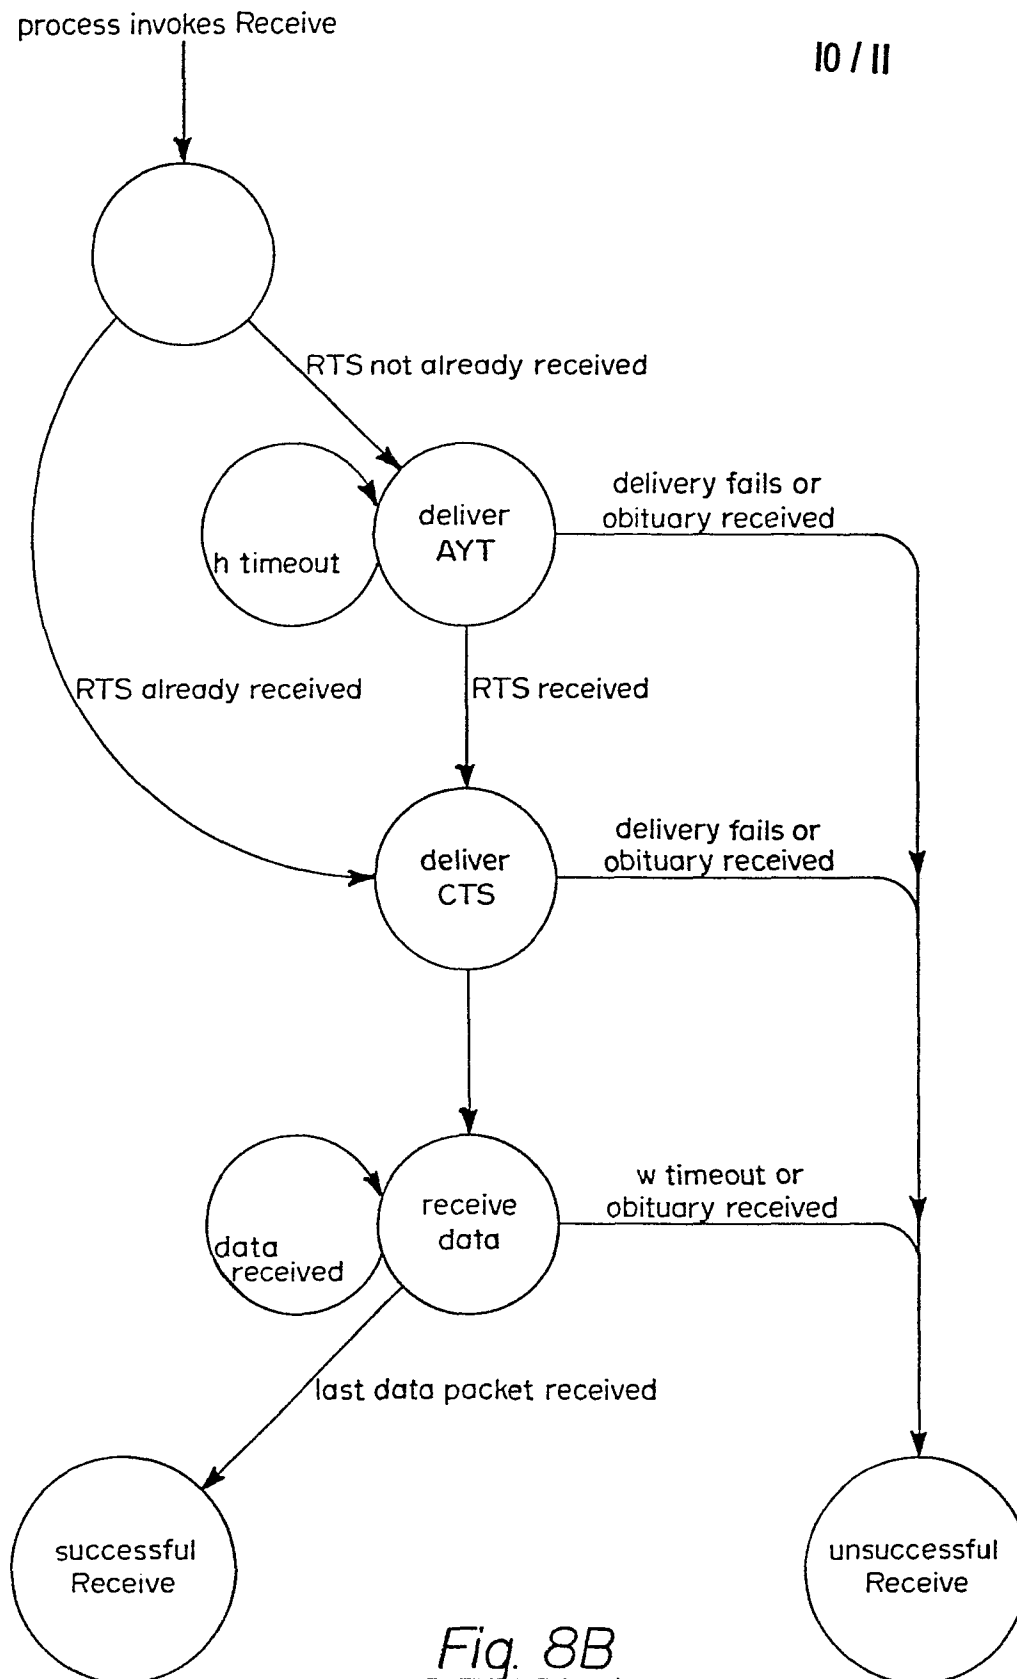 process invokes Receive
10/11
RTS not already received
deliver
AYT
h timeout
delivery fails or
obituary received
RTS already received
RTS received
deliver
CTS
delivery fails or
obituary received
receive
data
data
received
w timeout or
obituary received
last data packet received
successful
Receive
unsuccessful
Receive
Fig. 8B